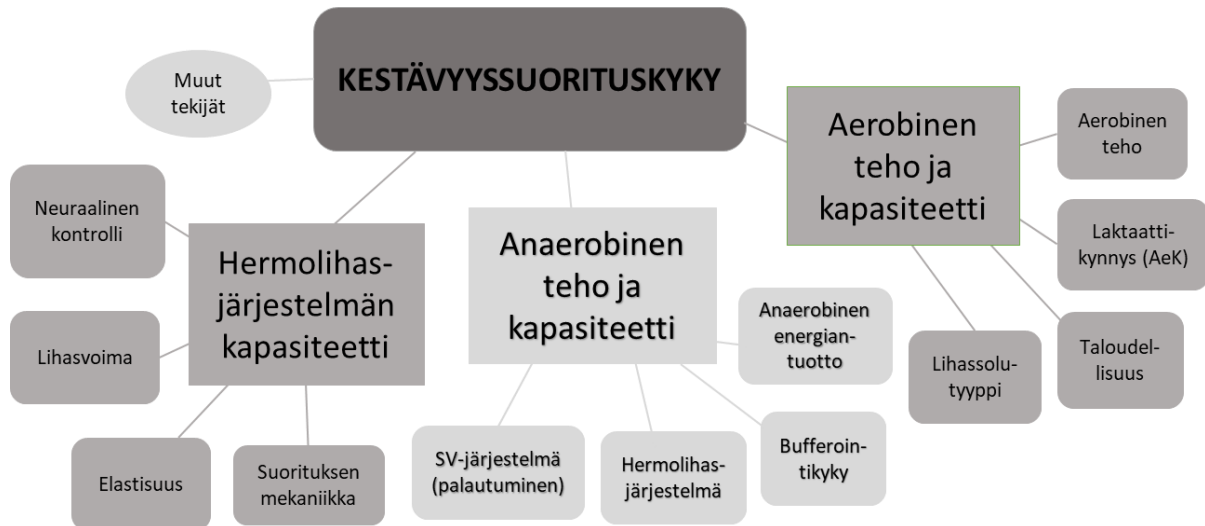 KESTÄVYYSSUORITUSKYKY
Muut
tekijät
Hermolihas-
järjestelmän
kapasiteetti
Neuraalinen
kontrolli
Lihasvoima
Elastisuus
Suorituksen
mekaniikka
Anaerobinen
teho ja
kapasiteetti
SV-järjestelmä
(palautuminen)
Hermolihas-
järjestelmä
Bufferoin-
tikyky
Anaerobinen
energian-
tuotto
Aerobinen
teho ja
kapasiteetti
Aerobinen
teho
Laktaatti-
kynnys (AeK)
Taloudel-
lisuus
Lihassolu-
tyyppi